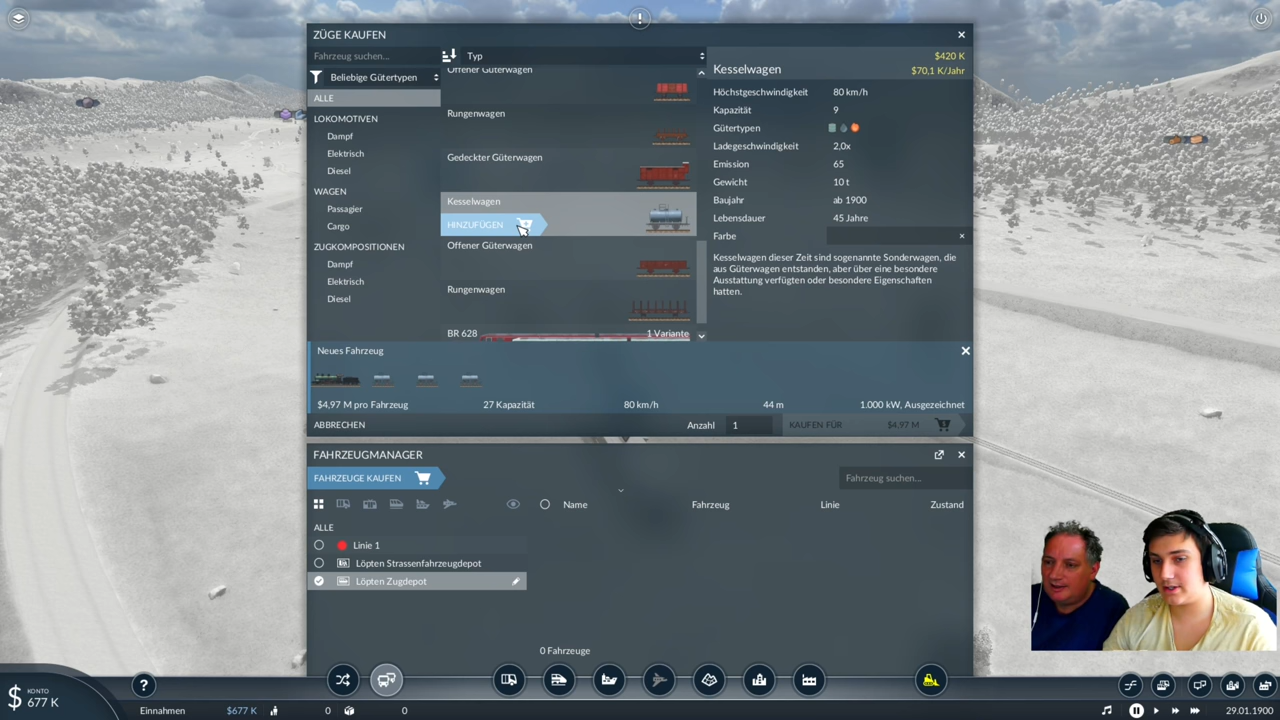 ZÜGE KAUFEN
Fahrzeug suchen...
Typ
Beliebige Gütertypen
ALLE
LOKOMOTIVEN
Dampf
Elektrisch
Diesel
WAGEN
Passagier
Cargo
ZUGKOMPOSITIONEN
Dampf
Elektrisch
Diesel
Offener Güterwagen
Rungenwagen
Gedeckter Güterwagen
Kesselwagen
HINZUFÜGEN
Offener Güterwagen
Rungenwagen
BR 628 1 Variante
$420 K
Kesselwagen $70,1 K/Jahr
Höchstgeschwindigkeit 80 km/h
Kapazität 9
Gütertypen
Ladegeschwindigkeit 2,0x
Emission 65
Gewicht 10 t
Baujahr ab 1900
Lebensdauer 45 Jahre
Farbe
Kesselwagen dieser Zeit sind sogenannte Sonderwagen, die
aus Güterwagen entstanden, aber über eine besondere
Ausstattung verfügten oder besondere Eigenschaften
hatten.
Neues Fahrzeug
$4,97 M pro Fahrzeug 27 Kapazität 80 km/h 44 m 1.000 kW, Ausgezeichnet
ABBRECHEN Anzahl 1 KAUFEN FÜR $4.97 M
FAHRZEUGMANAGER
FAHRZEUGE KAUFEN Fahrzeug suchen...
Name Fahrzeug Linie Zustand
ALLE
Linie 1
Löpten Strassenfahrzeugdepot
Löpten Zugdepot
0 Fahrzeuge
$ KONTO
677 K
?
Einnahmen $677 K 0 0 29.01.1900